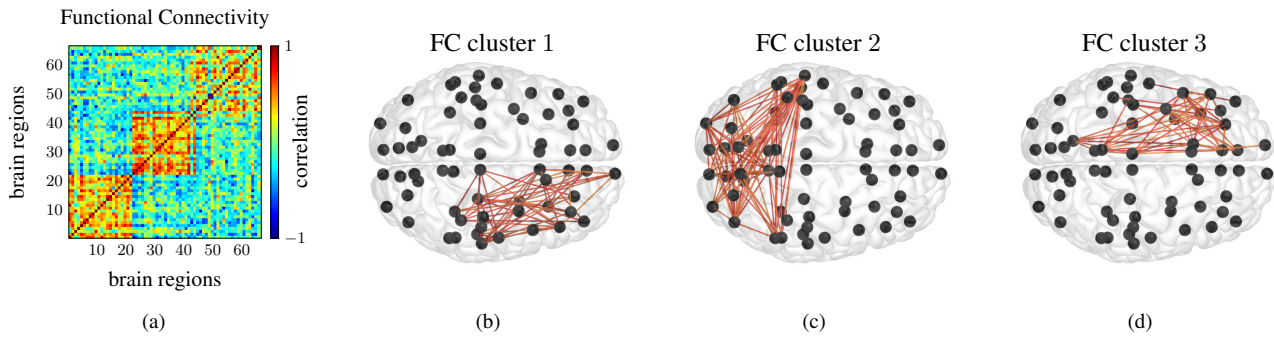 Functional Connectivity
60
50
40
30
20
10
10 20 30 40 50 60
brain regions
brain regions
1
−1
correlation
(a)
FC cluster 1
(b)
FC cluster 2
(c)
FC cluster 3
(d)